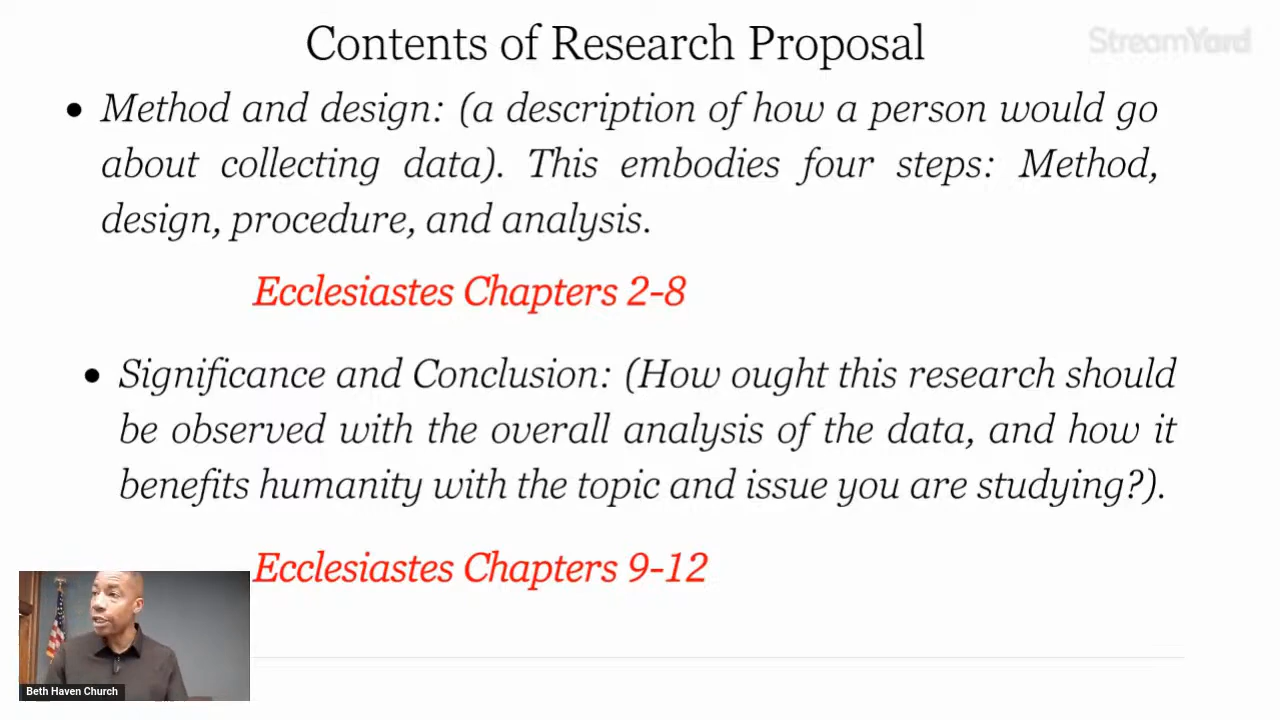 Contents of Research Proposal
StreamYard
• Method and design: (a description of how a person would go
about collecting data). This embodies four steps: Method,
design, procedure, and analysis.
Ecclesiastes Chapters 2-8
• Significance and Conclusion: (How ought this research should
be observed with the overall analysis of the data, and how it
benefits humanity with the topic and issue you are studying?).
Ecclesiastes Chapters 9-12
Beth Haven Church